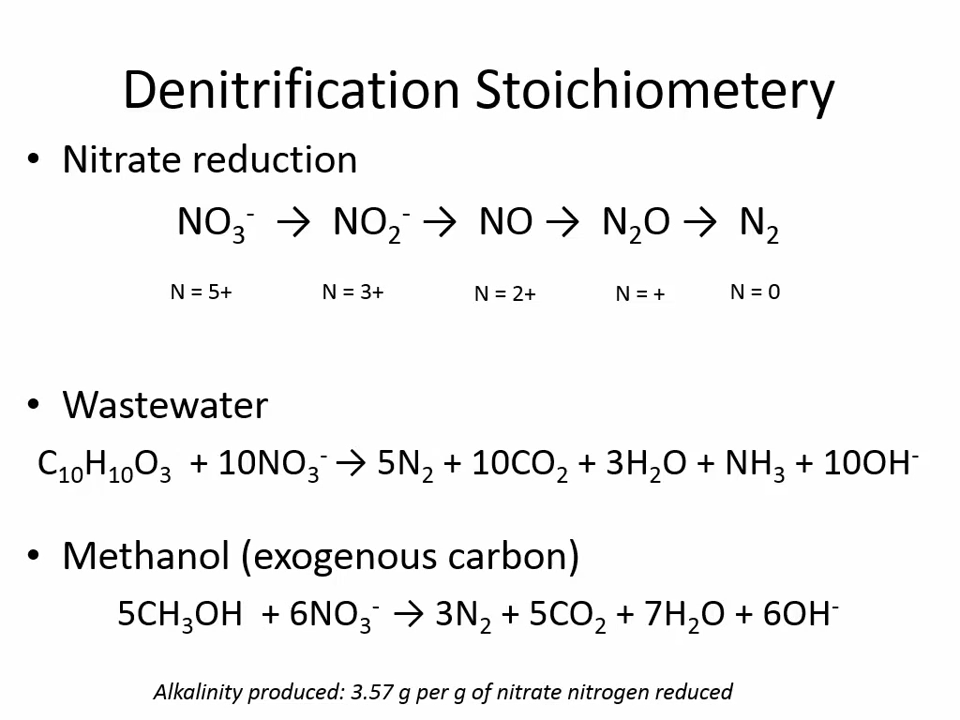 Denitrification Stoichiometery
• Nitrate reduction
NO₃⁻ → NO₂⁻ → NO → N₂O → N₂
N = 5+ N = 3+ N = 2+ N = + N = 0
• Wastewater
C₁₀H₁₀O₃ + 10NO₃⁻ → 5N₂ + 10CO₂ + 3H₂O + NH₃ + 10OH⁻
• Methanol (exogenous carbon)
5CH₃OH + 6NO₃⁻ → 3N₂ + 5CO₂ + 7H₂O + 6OH⁻
Alkalinity produced: 3.57 g per g of nitrate nitrogen reduced